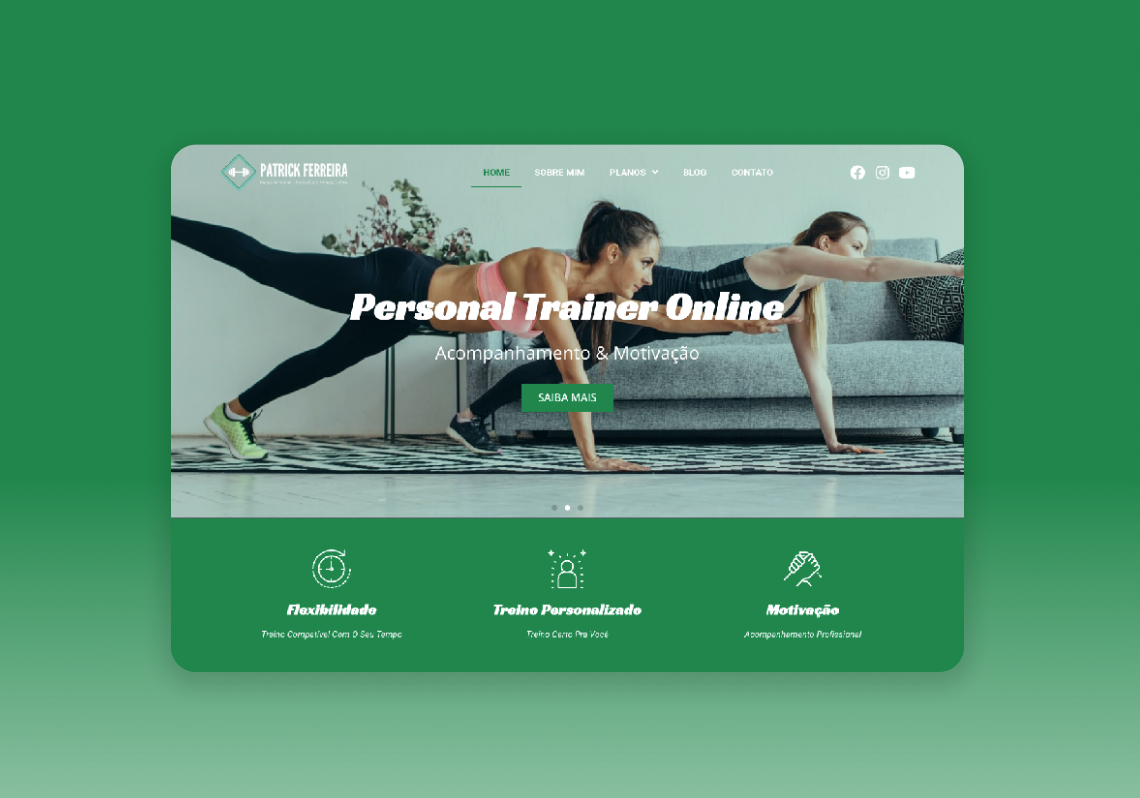 PATRICK FERREIRA
HOME SOBRE MIM PLANOS BLOG CONTATO
Personal Trainer Online
Acompanhamento & Motivação
SAIBA MAIS
Flexibilidade Treino Personalizado Motivação
Treino Compatível Com O Seu Tempo Treino Certo Pra Você Acompanhamento Profissional